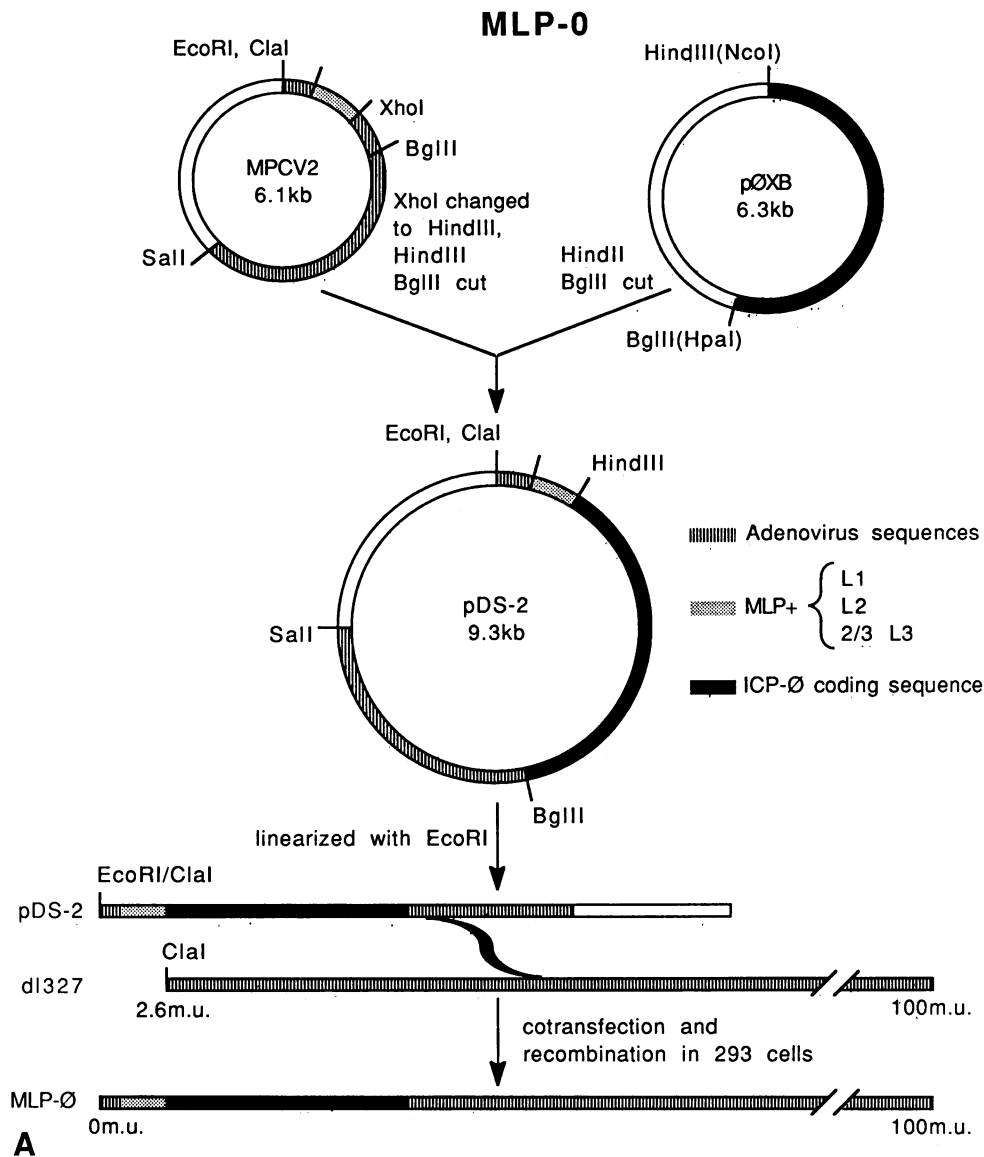 MLP-0
EcoRI, ClaI
XhoI
BglII
MPCV2
6.1kb
SalI
XhoI changed
to HindIII,
HindIII
BglII cut
HindIII(NcoI)
pØXB
6.3kb
HindII
BglII cut
BglII(HpaI)
EcoRI, ClaI
HindIII
pDS-2
9.3kb
SalI
BglII
Adenovirus sequences
MLP+
L1
L2
2/3 L3
ICP-Ø coding sequence
linearized with EcoRI
EcoRI/ClaI
pDS-2
ClaI
dl327
2.6m.u.
100m.u.
cotransfection and
recombination in 293 cells
MLP-Ø
0m.u.
100m.u.
A